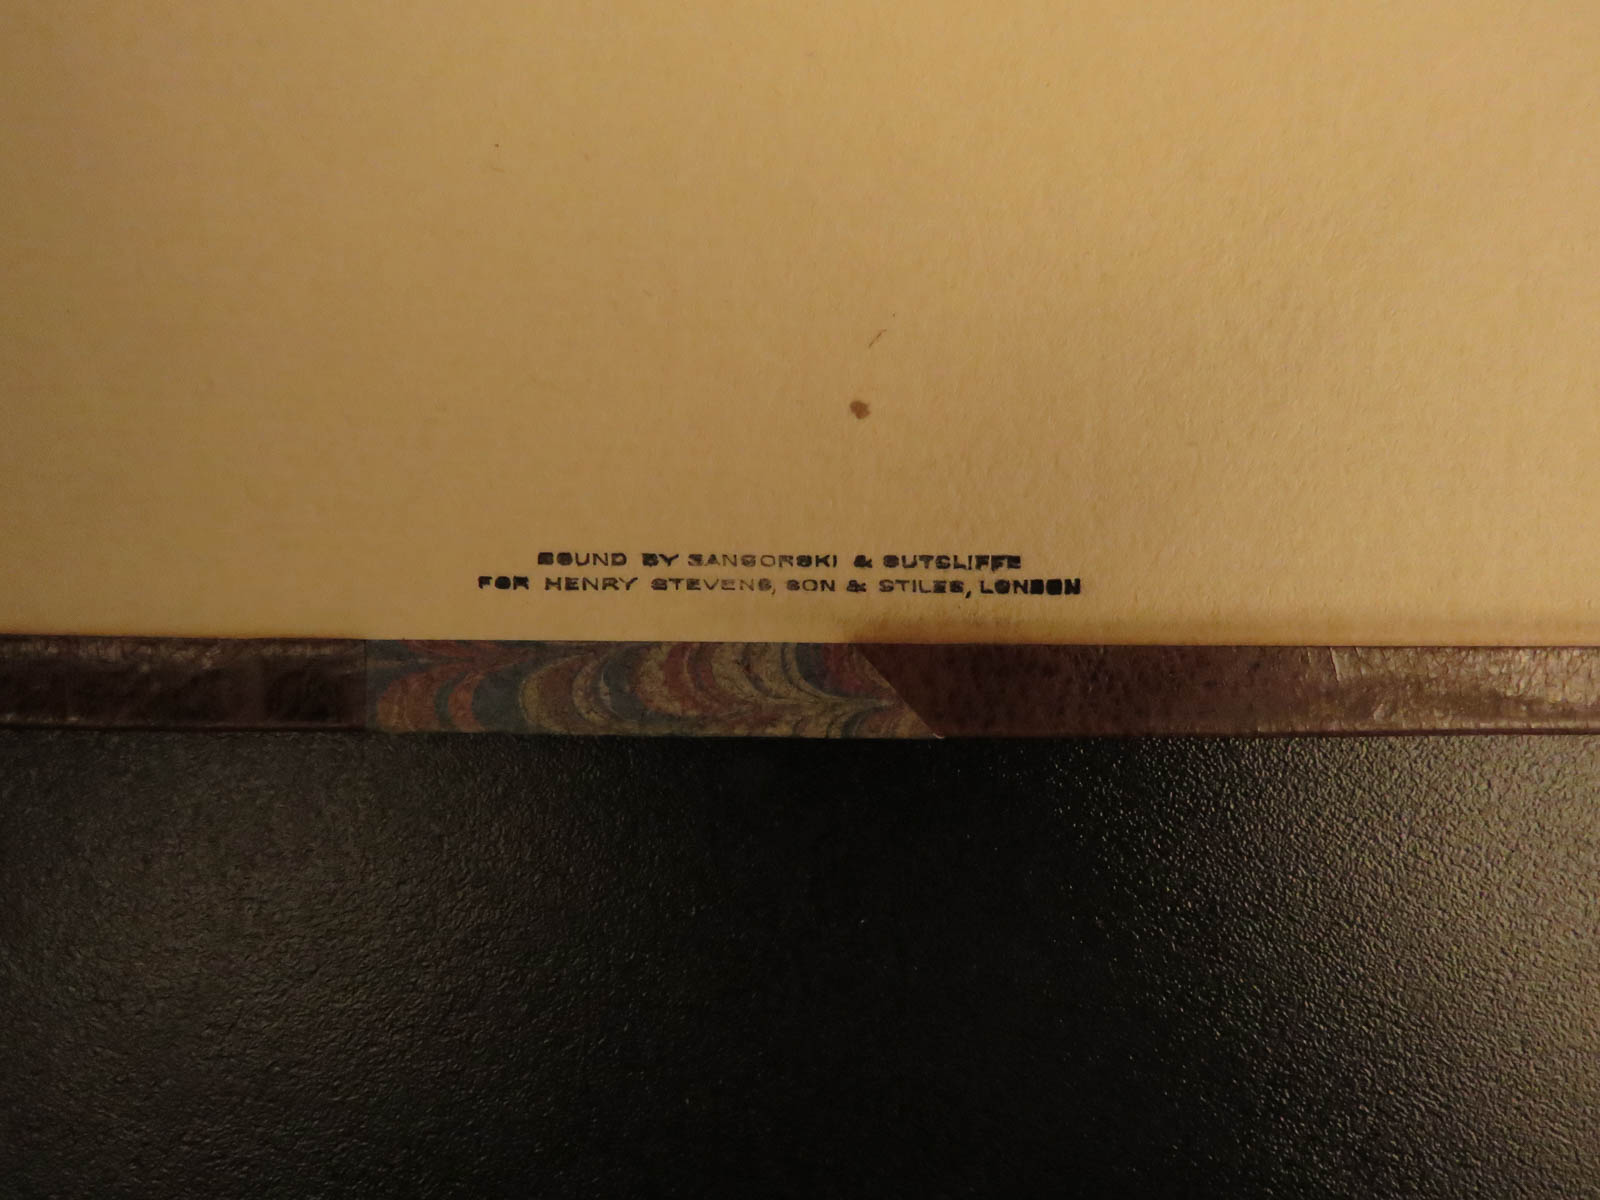 BOUND BY SANGORSKI & SUTCLIFFE
FOR HENRY STEVENS, SON & STILES, LONDON